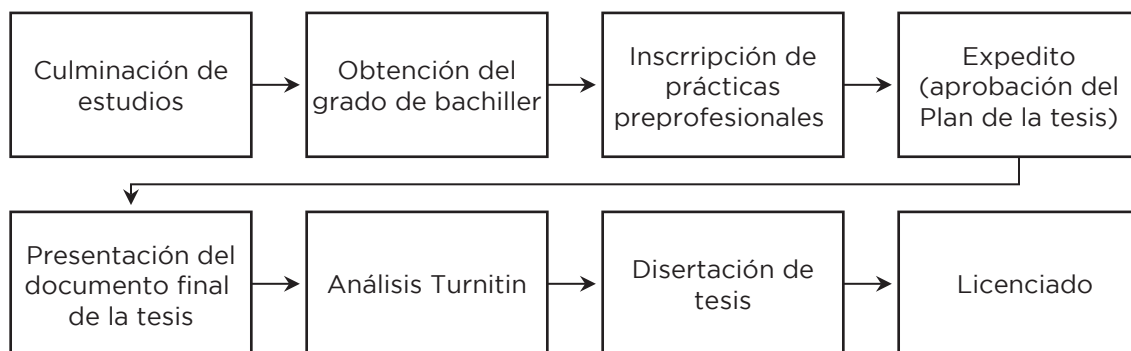 Culminación de
estudios
Obtención del
grado de bachiller
Inscrripción de
prácticas
preprofesionales
Expedito
(aprobación del
Plan de la tesis)
Presentación del
documento final
de la tesis
Análisis Turnitin
Disertación de
tesis
Licenciado